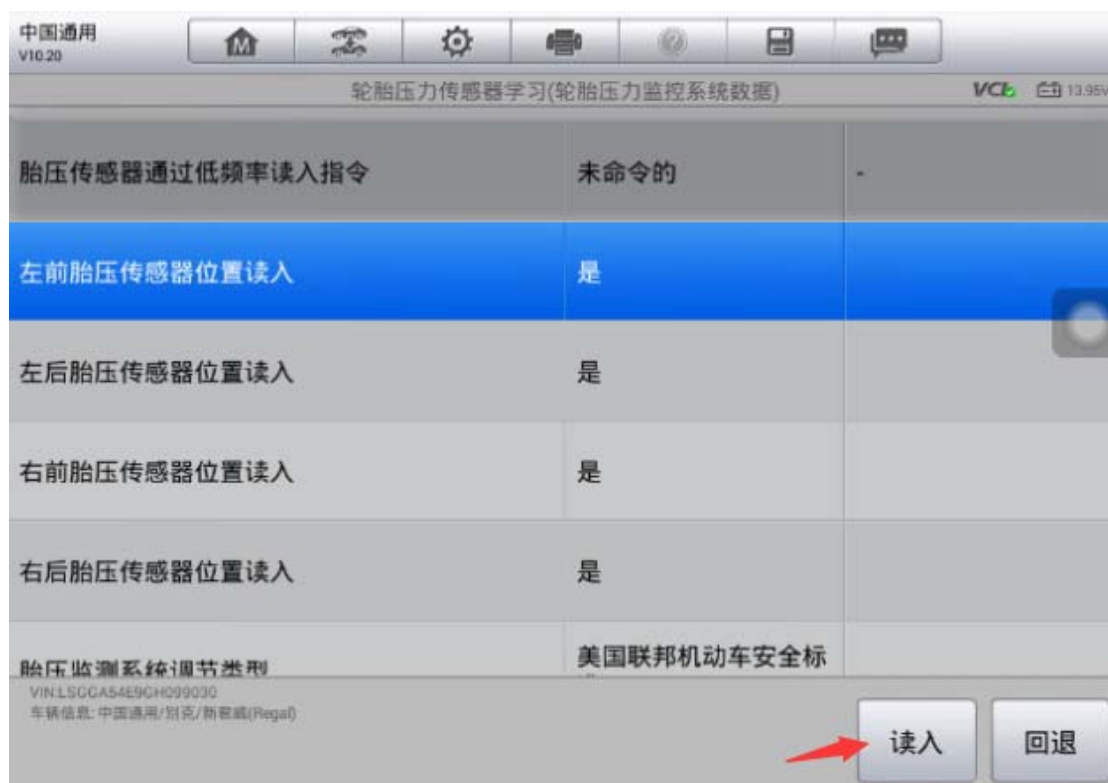 中国通用
V10.20
M
轮胎压力传感器学习(轮胎压力监控系统数据)
VCI
13.95V
胎压传感器通过低频率读入指令 未命令的 -
左前胎压传感器位置读入 是
左后胎压传感器位置读入 是
右前胎压传感器位置读入 是
右后胎压传感器位置读入 是
胎压监测系统调节类型 美国联邦机动车安全标
VIN:LSGGA54E9GH099030
车辆信息: 中国通用/别克/新君威(Regal)
读入 回退